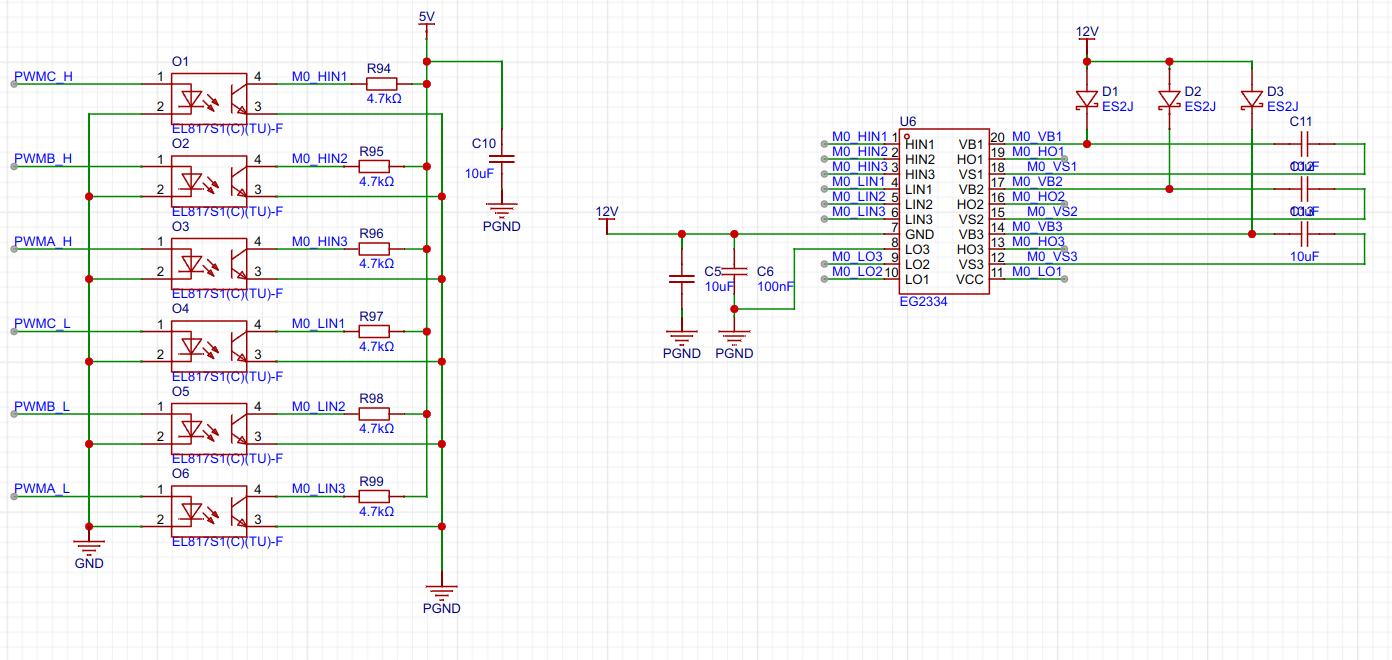 5V
O1
PWMC_H
1
4
M0_HIN1
R94
4.7kΩ
2
3
EL817S1(C)(TU)-F
O2
PWMB_H
1
4
M0_HIN2
R95
4.7kΩ
2
3
EL817S1(C)(TU)-F
O3
PWMA_H
1
4
M0_HIN3
R96
4.7kΩ
2
3
EL817S1(C)(TU)-F
O4
PWMC_L
1
4
M0_LIN1
R97
4.7kΩ
2
3
EL817S1(C)(TU)-F
O5
PWMB_L
1
4
M0_LIN2
R98
4.7kΩ
2
3
EL817S1(C)(TU)-F
O6
PWMA_L
1
4
M0_LIN3
R99
4.7kΩ
2
3
EL817S1(C)(TU)-F
GND
PGND
C10
10uF
PGND
12V
C5
10uF
C6
100nF
PGND
PGND
U6
M0_HIN1 1 HIN1
M0_HIN2 2 HIN2
M0_HIN3 3 HIN3
M0_LIN1 4 LIN1
M0_LIN2 5 LIN2
M0_LIN3 6 LIN3
7 GND
8 LO3
M0_LO3 9 LO2
M0_LO2 10 LO1
VB1 20 M0_VB1
HO1 19 M0_HO1
VS1 18 M0_VS1
VB2 17 M0_VB2
HO2 16 M0_HO2
VS2 15 M0_VS2
VB3 14 M0_VB3
HO3 13 M0_HO3
VS3 12 M0_VS3
VCC 11 M0_LO1
EG2334
12V
D1
ES2J
D2
ES2J
D3
ES2J
C11
10uF